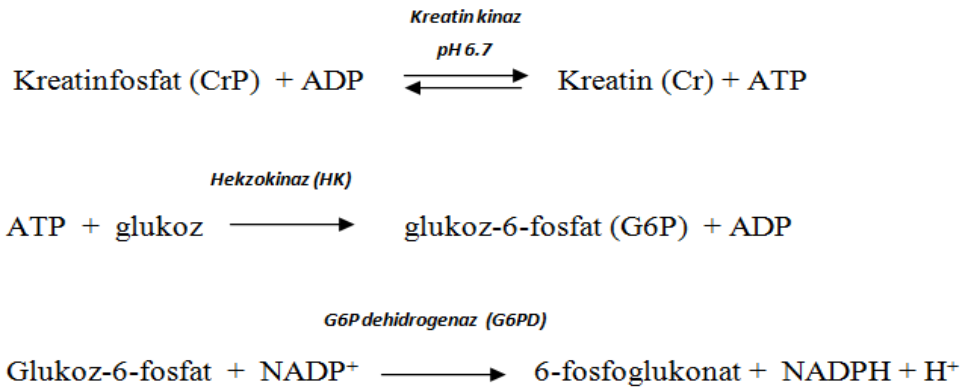 Kreatin kinaz
pH 6.7
Kreatinfosfat (CrP) + ADP ⇌ Kreatin (Cr) + ATP
Hekzokinaz (HK)
ATP + glukoz → glukoz-6-fosfat (G6P) + ADP
G6P dehidrogenaz (G6PD)
Glukoz-6-fosfat + NADP⁺ → 6-fosfoglukonat + NADPH + H⁺